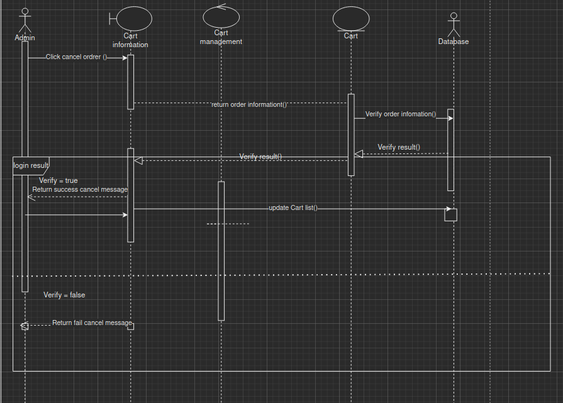 Admin
Cart
information
Cart
management
Cart
Database
Click cancel ordrer ()
return order informationt()
Verify order infomation()
Verify result()
Verify result()
login result
Verify = true
Return success cancel message
update Cart list()
Verify = false
Return fail cancel message